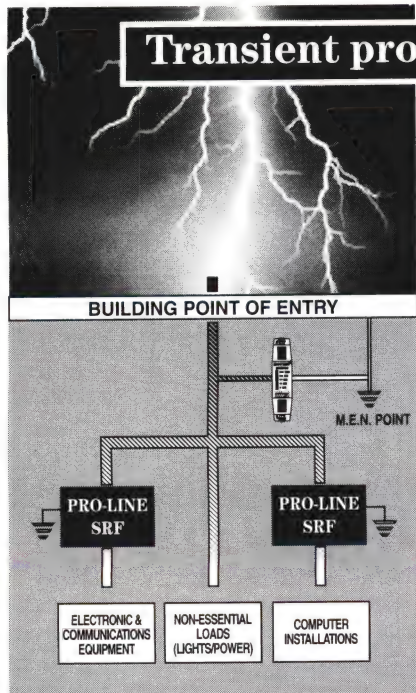 Transient pro
BUILDING POINT OF ENTRY
M.E.N. POINT
PRO-LINE
SRF
PRO-LINE
SRF
ELECTRONIC &
COMMUNICATIONS
EQUIPMENT
NON-ESSENTIAL
LOADS
(LIGHTS/POWER)
COMPUTER
INSTALLATIONS